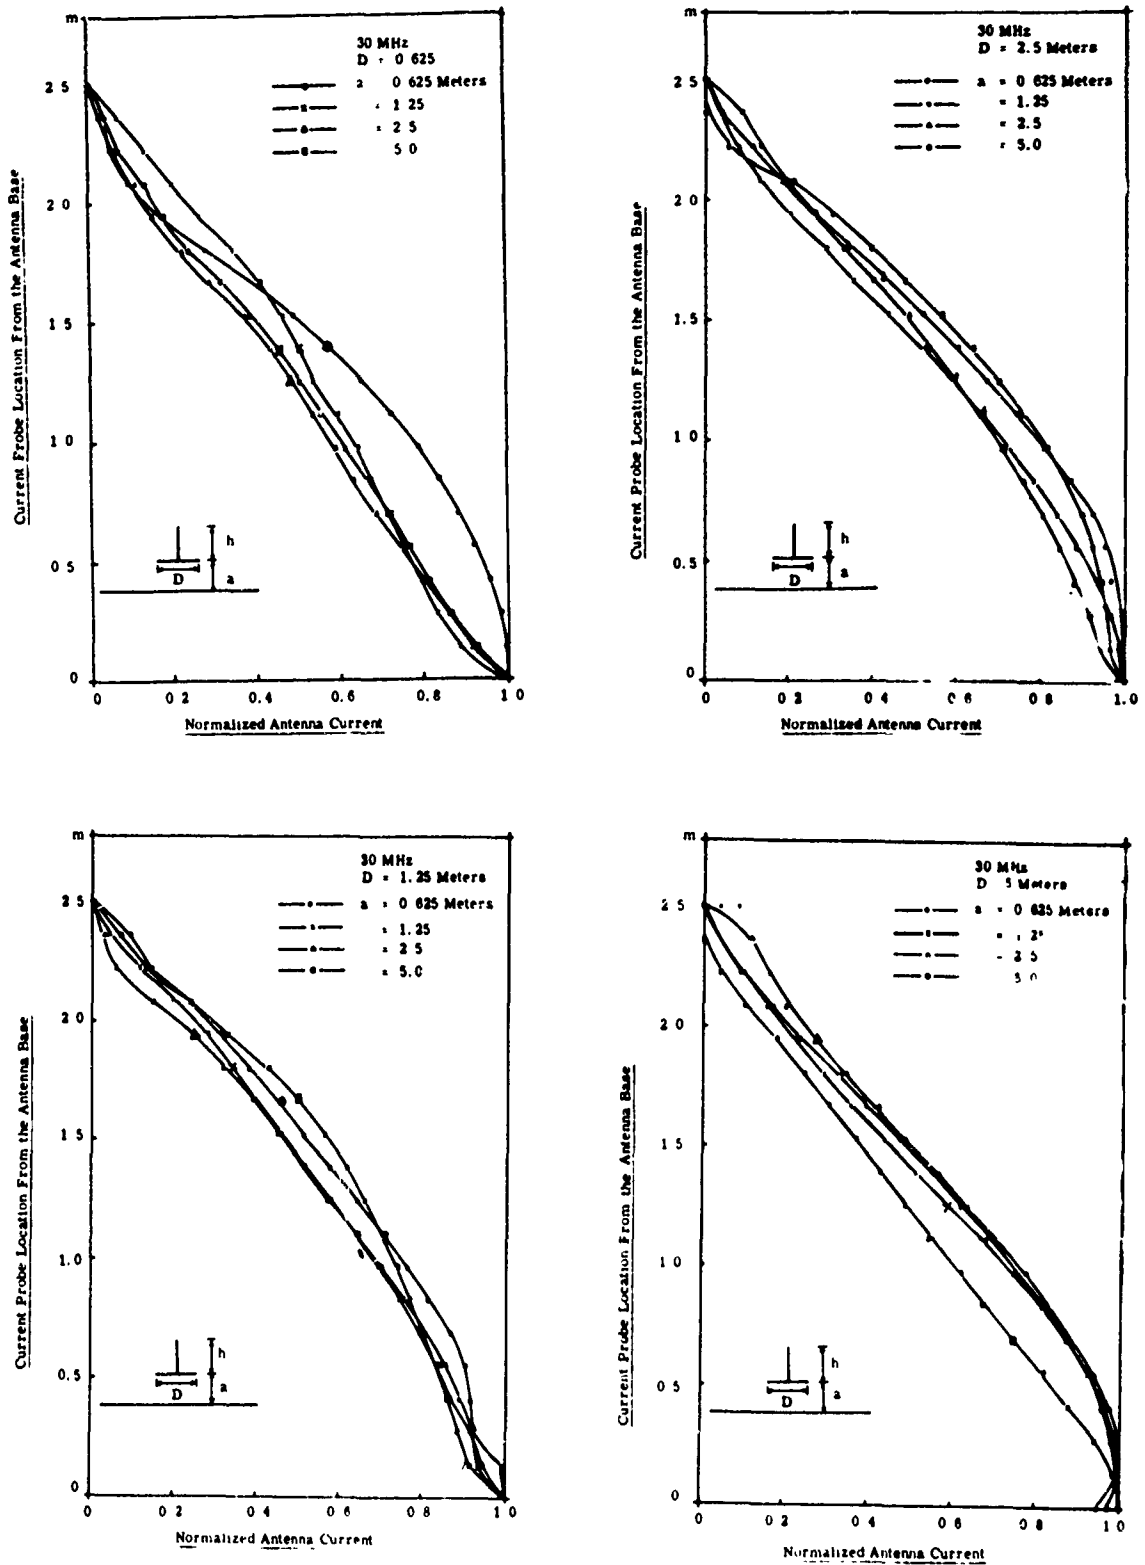 m
30 MHz
D = 0 625
a 0 625 Meters
= 1 25
= 2 5
5.0
2 5
2 0
1 5
1 0
0 5
0
0 0 2 0.4 0.6 0.8 1 0
Normalized Antenna Current
Current Probe Location From the Antenna Base
h
D
a
m
30 MHz
D = 2.5 Meters
a = 0 625 Meters
= 1.25
= 2.5
= 5.0
2.5
2.0
1.5
1.0
0.5
0
0 0 2 0 4 0 6 0 8 1.0
Normalized Antenna Current
Current Probe Location From the Antenna Base
h
D
a
m
30 MHz
D = 1.25 Meters
a = 0 625 Meters
= 1.25
= 2 5
= 5.0
2 5
2 0
1 5
1 0
0.5
0
0 0 2 0 4 0 6 0 8 1 0
Normalized Antenna Current
Current Probe Location From the Antenna Base
h
D
a
m
30 MHz
D 5 Meters
a = 0 625 Meters
- 2 5
5 0
2.5
2 0
1 5
1 0
0.5
0
0 0 2 0 4 0 6 0 8 1.0
Normalized Antenna Current
Current Probe Location From the Antenna Base
h
D
a